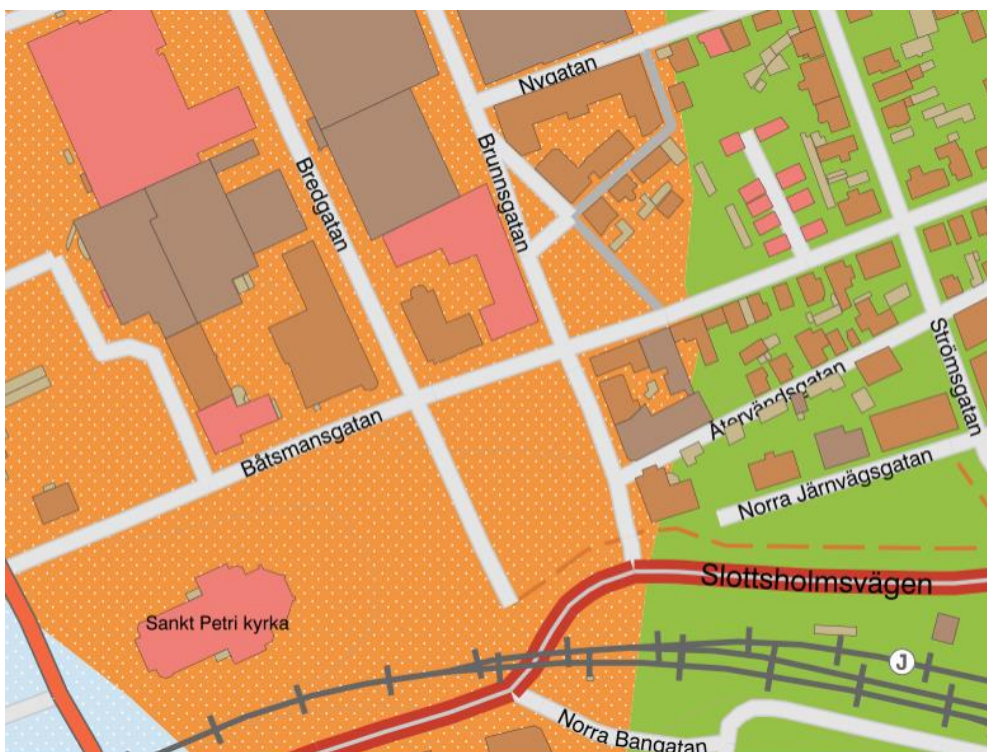 Nygatan
Brunnsgatan
Bredgatan
Båtsmansgatan
Strömsgatan
Återvändsgatan
Norra Järnvägsgatan
Slottsholmsvägen
Sankt Petri kyrka
J
Norra Bangatan